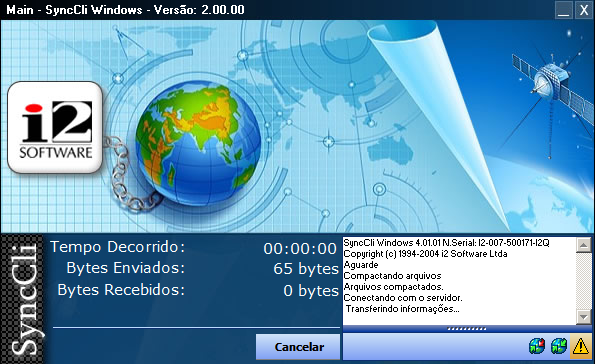 Main - SyncCli Windows - Versão: 2.00.00
i2
SOFTWARE
SyncCli
Tempo Decorrido: 00:00:00
Bytes Enviados: 65 bytes
Bytes Recebidos: 0 bytes
Cancelar
SyncCli Windows 4.01.01 N.Serial: I2-007-500171-I2Q
Copyright (c) 1994-2004 i2 Software Ltda
Aguarde
Compactando arquivos
Arquivos compactados.
Conectando com o servidor.
Transferindo informações...